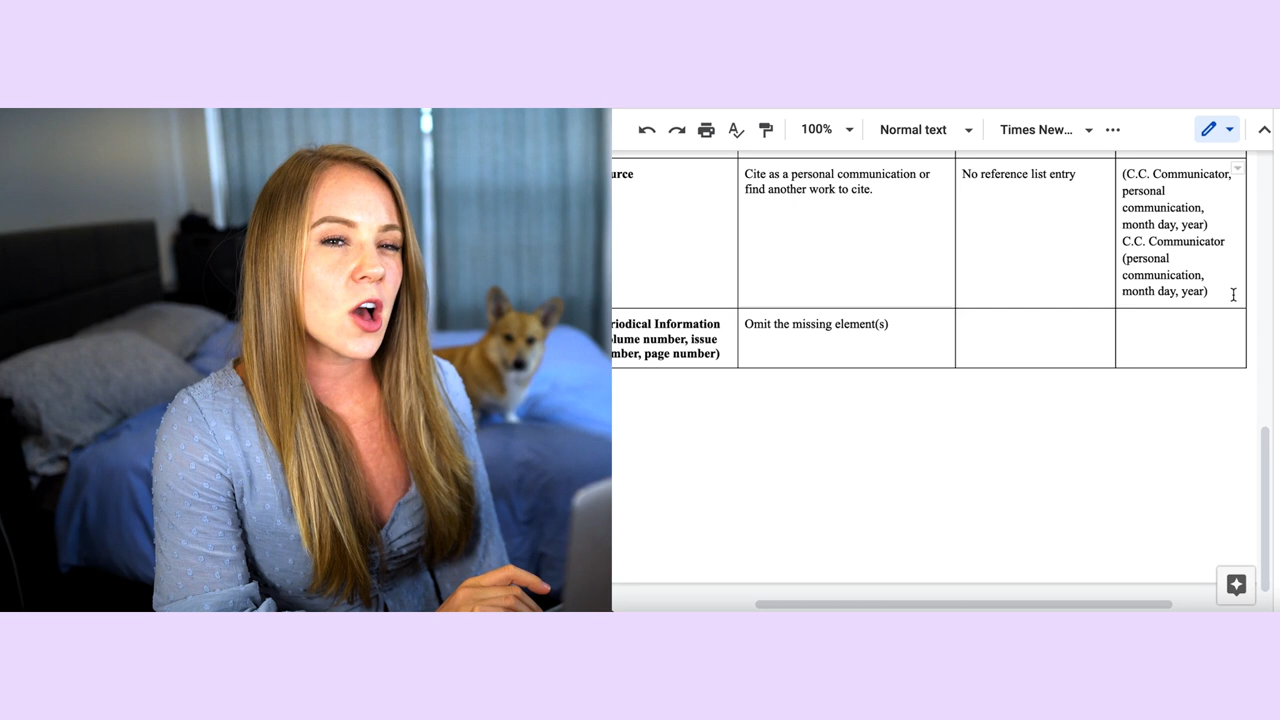 100%
Normal text
Times New...
urce
Cite as a personal communication or
find another work to cite.
No reference list entry
(C.C. Communicator,
personal
communication,
month day, year)
C.C. Communicator
(personal
communication,
month day, year)
riodical Information
lume number, issue
mber, page number)
Omit the missing element(s)